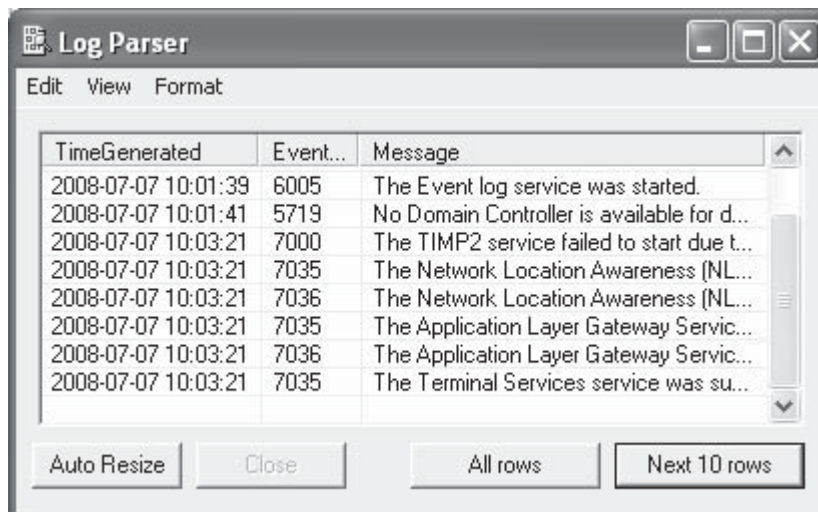 Log Parser
Edit View Format
TimeGenerated Event... Message
2008-07-07 10:01:39 6005 The Event log service was started.
2008-07-07 10:01:41 5719 No Domain Controller is available for d...
2008-07-07 10:03:21 7000 The TIMP2 service failed to start due t...
2008-07-07 10:03:21 7035 The Network Location Awareness (NL...
2008-07-07 10:03:21 7036 The Network Location Awareness (NL...
2008-07-07 10:03:21 7035 The Application Layer Gateway Servic...
2008-07-07 10:03:21 7036 The Application Layer Gateway Servic...
2008-07-07 10:03:21 7035 The Terminal Services service was su...
Auto Resize Close All rows Next 10 rows